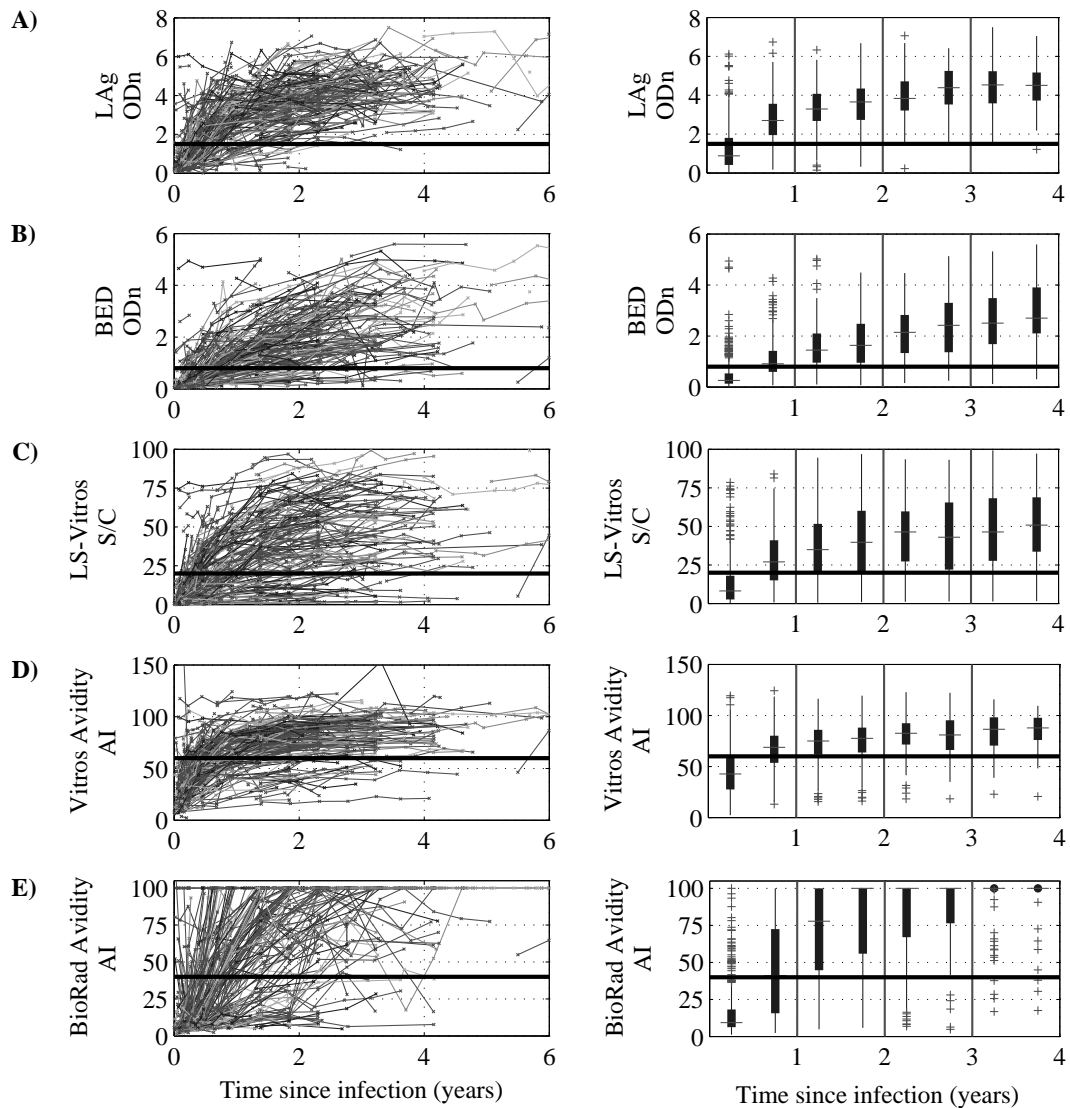 A)
LAg
ODn
8
6
4
2
0
0 2 4 6
8
6
4
2
0
1 2 3 4
B)
BED
ODn
6
4
2
0
0 2 4 6
BED
ODn
6
4
2
0
1 2 3 4
C)
LS-Vitros
S/C
100
75
50
25
0
0 2 4 6
LS-Vitros
S/C
100
75
50
25
0
1 2 3 4
D)
Vitros Avidity
AI
150
100
50
0
0 2 4 6
Vitros Avidity
AI
150
100
50
0
1 2 3 4
E)
BioRad Avidity
AI
100
75
50
25
0
0 2 4 6
Time since infection (years)
BioRad Avidity
AI
100
75
50
25
0
1 2 3 4
Time since infection (years)
LAg
ODn